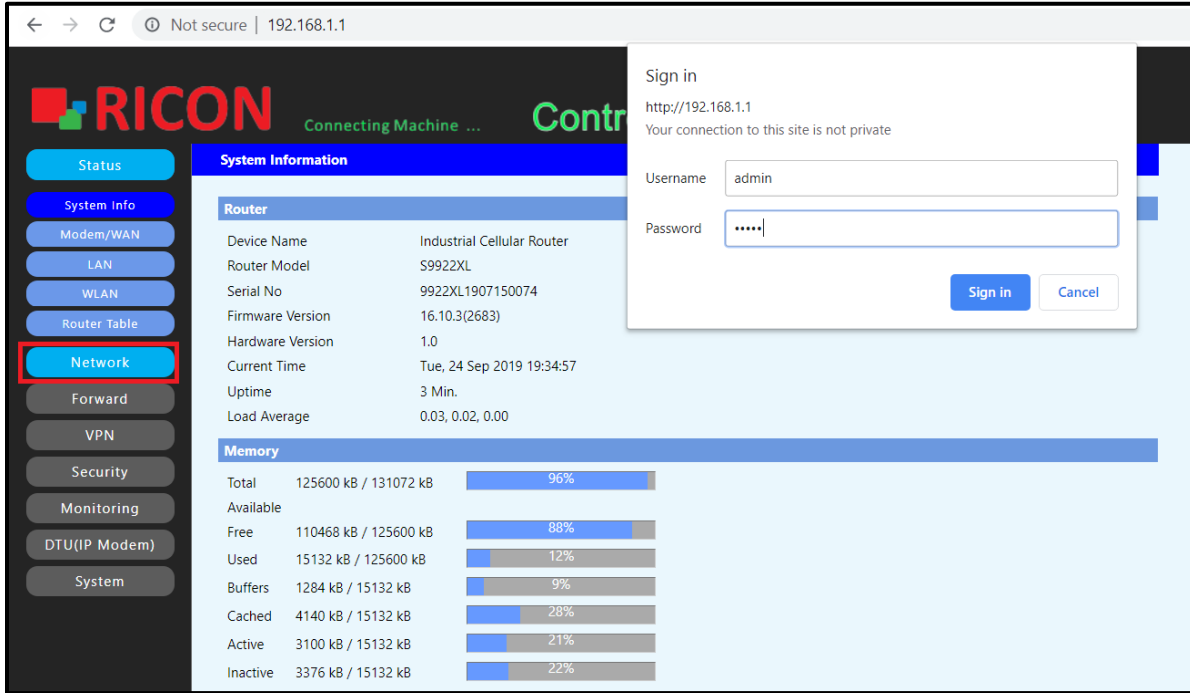 Not secure | 192.168.1.1
RICON
Connecting Machine ...
Contr
Sign in
http://192.168.1.1
Your connection to this site is not private
Username admin
Password •••••
Sign in Cancel
Status
System Info
Modem/WAN
LAN
WLAN
Router Table
Network
Forward
VPN
Security
Monitoring
DTU(IP Modem)
System
System Information
Router
Device Name Industrial Cellular Router
Router Model S9922XL
Serial No 9922XL1907150074
Firmware Version 16.10.3(2683)
Hardware Version 1.0
Current Time Tue, 24 Sep 2019 19:34:57
Uptime 3 Min.
Load Average 0.03, 0.02, 0.00
Memory
Total 125600 kB / 131072 kB 96%
Available
Free 110468 kB / 125600 kB 88%
Used 15132 kB / 125600 kB 12%
Buffers 1284 kB / 15132 kB 9%
Cached 4140 kB / 15132 kB 28%
Active 3100 kB / 15132 kB 21%
Inactive 3376 kB / 15132 kB 22%